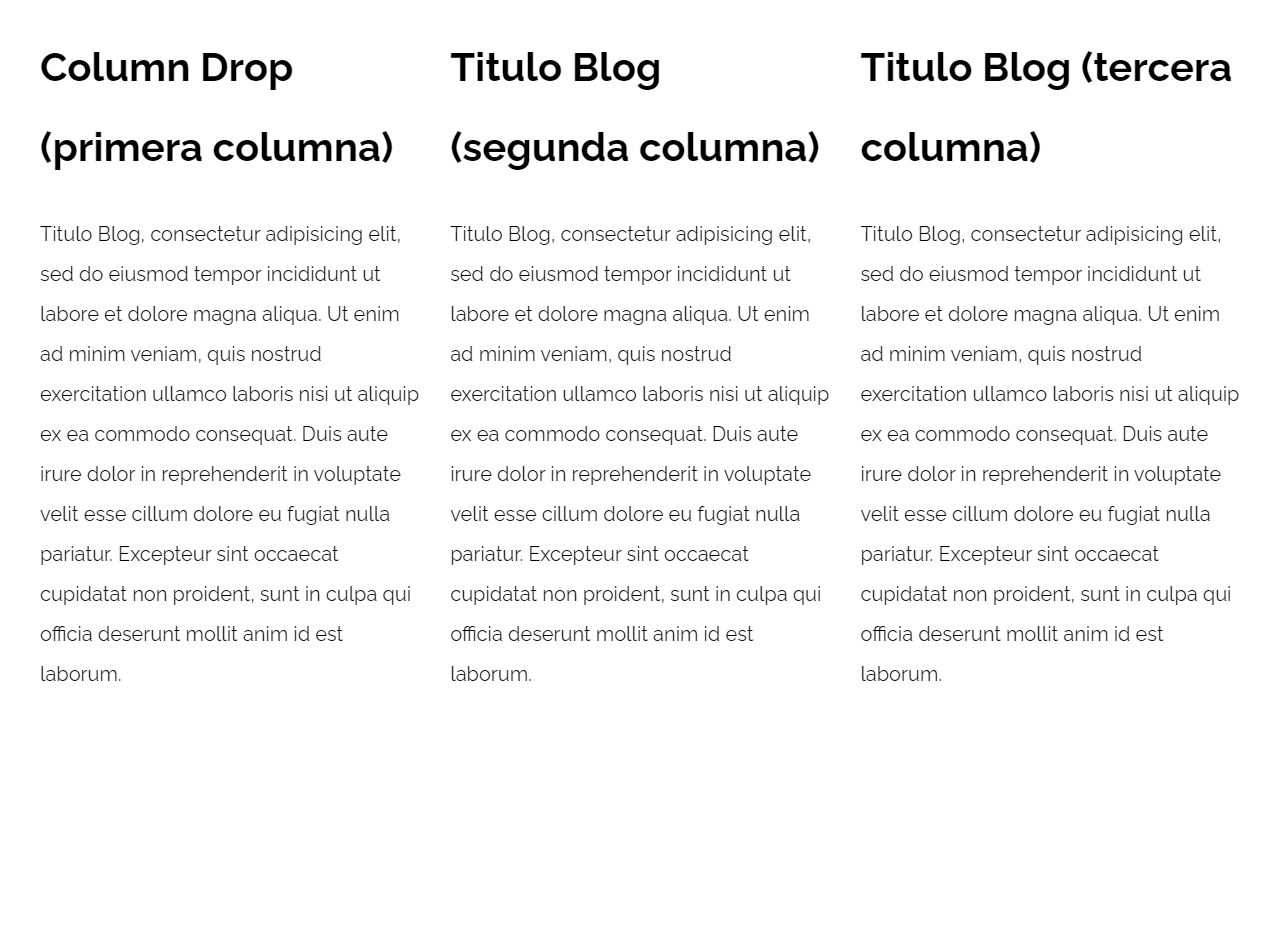 Column Drop
(primera columna)
Titulo Blog, consectetur adipisicing elit,
sed do eiusmod tempor incididunt ut
labore et dolore magna aliqua. Ut enim
ad minim veniam, quis nostrud
exercitation ullamco laboris nisi ut aliquip
ex ea commodo consequat. Duis aute
irure dolor in reprehenderit in voluptate
velit esse cillum dolore eu fugiat nulla
pariatur. Excepteur sint occaecat
cupidatat non proident, sunt in culpa qui
officia deserunt mollit anim id est
laborum.
Titulo Blog
(segunda columna)
Titulo Blog, consectetur adipisicing elit,
sed do eiusmod tempor incididunt ut
labore et dolore magna aliqua. Ut enim
ad minim veniam, quis nostrud
exercitation ullamco laboris nisi ut aliquip
ex ea commodo consequat. Duis aute
irure dolor in reprehenderit in voluptate
velit esse cillum dolore eu fugiat nulla
pariatur. Excepteur sint occaecat
cupidatat non proident, sunt in culpa qui
officia deserunt mollit anim id est
laborum.
Titulo Blog (tercera
columna)
Titulo Blog, consectetur adipisicing elit,
sed do eiusmod tempor incididunt ut
labore et dolore magna aliqua. Ut enim
ad minim veniam, quis nostrud
exercitation ullamco laboris nisi ut aliquip
ex ea commodo consequat. Duis aute
irure dolor in reprehenderit in voluptate
velit esse cillum dolore eu fugiat nulla
pariatur. Excepteur sint occaecat
cupidatat non proident, sunt in culpa qui
officia deserunt mollit anim id est
laborum.